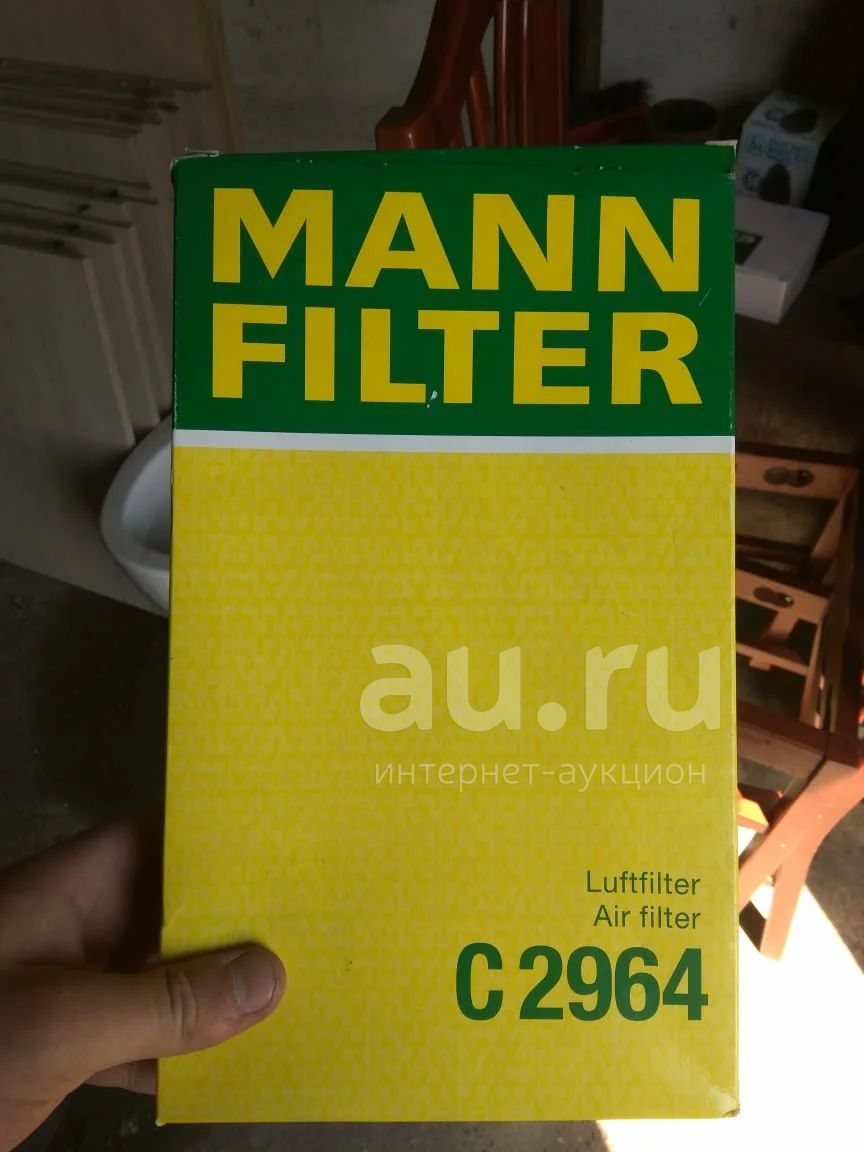 MANN
FILTER
au.ru
интернет-аукцион
Luftfilter
Air filter
C 2964